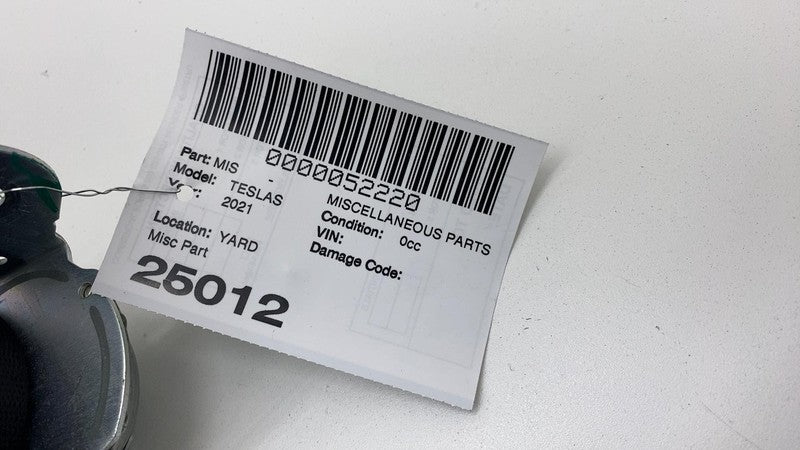 0000052220
Part: MIS - MISCELLANEOUS PARTS
Model: TESLAS Condition: 0cc
Year: 2021 VIN:
Location: YARD Damage Code:
Misc Part
25012